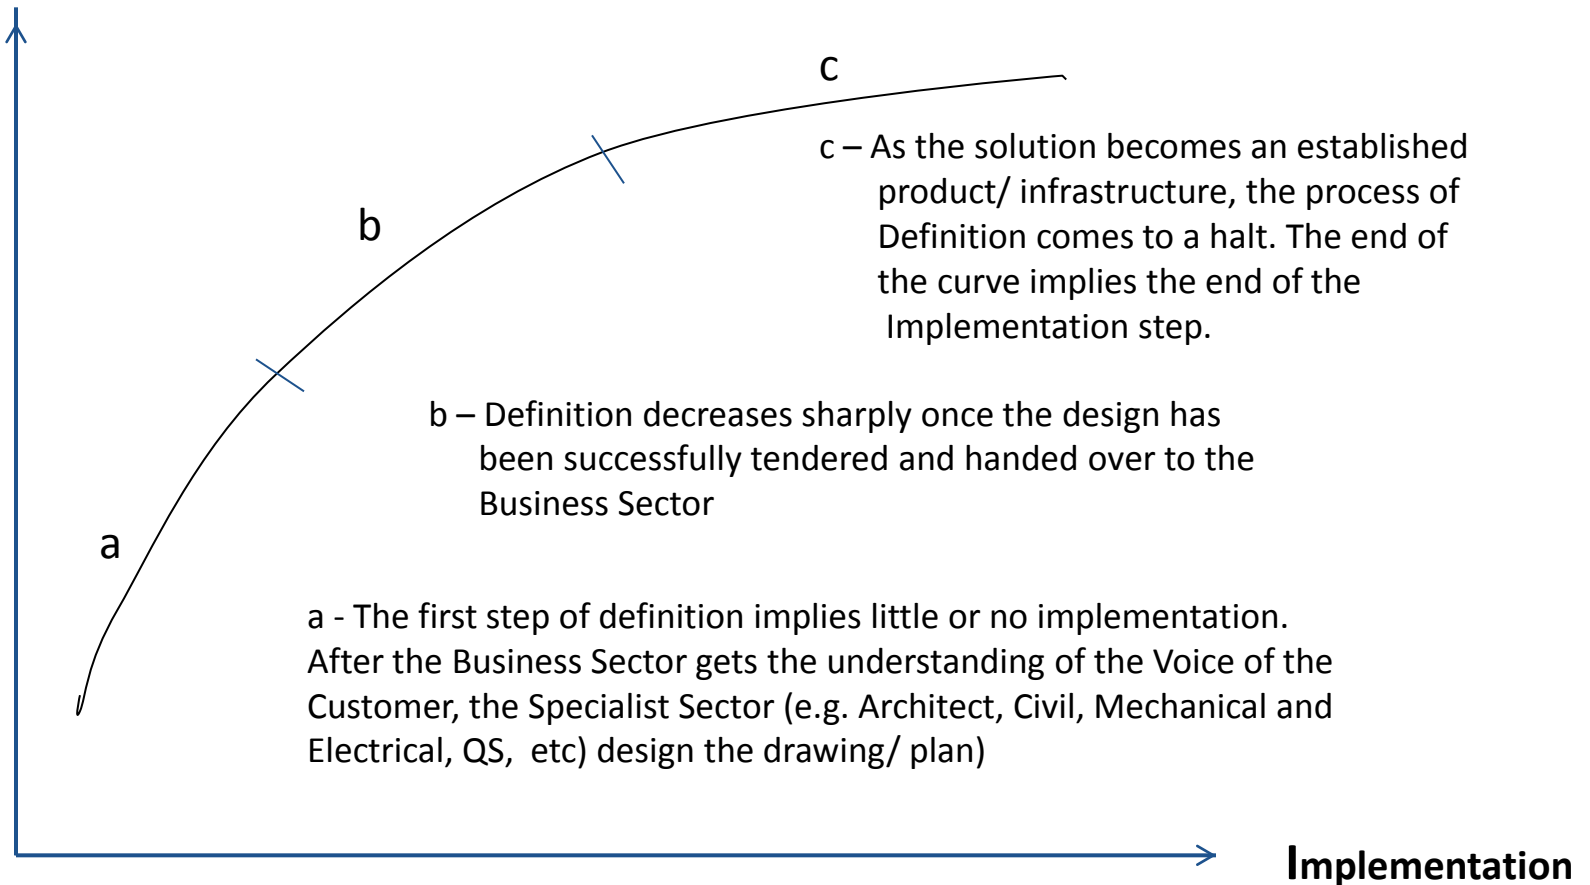 c
c – As the solution becomes an established
product/ infrastructure, the process of
Definition comes to a halt. The end of
the curve implies the end of the
Implementation step.
b
b – Definition decreases sharply once the design has
been successfully tendered and handed over to the
Business Sector
a
a - The first step of definition implies little or no implementation.
After the Business Sector gets the understanding of the Voice of the
Customer, the Specialist Sector (e.g. Architect, Civil, Mechanical and
Electrical, QS, etc) design the drawing/ plan)
Implementation